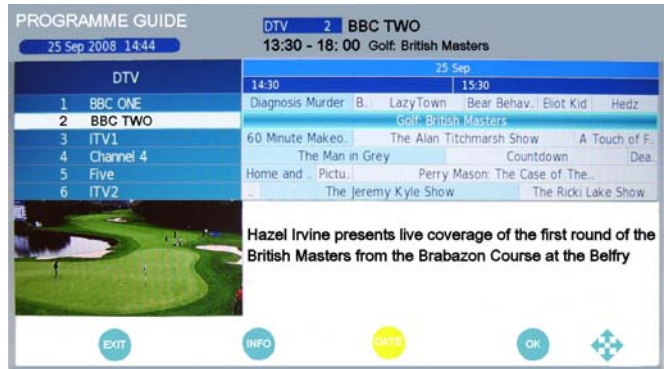 PROGRAMME GUIDE
DTV 2 BBC TWO
25 Sep 2008 14:44
13:30 - 18: 00 Golf: British Masters
DTV
25 Sep
14:30 15:30
1 BBC ONE Diagnosis Murder B.. LazyTown Bear Behav.. Eliot Kid Hedz
2 BBC TWO Golf: British Masters
3 ITV1 60 Minute Makeo.. The Alan Titchmarsh Show A Touch of F..
4 Channel 4 The Man in Grey Countdown Dea..
5 Five Home and .. Pictu.. Perry Mason: The Case of The..
6 ITV2 .. The Jeremy Kyle Show The Ricki Lake Show
Hazel Irvine presents live coverage of the first round of the
British Masters from the Brabazon Course at the Belfry
EXIT INFO DATE OK